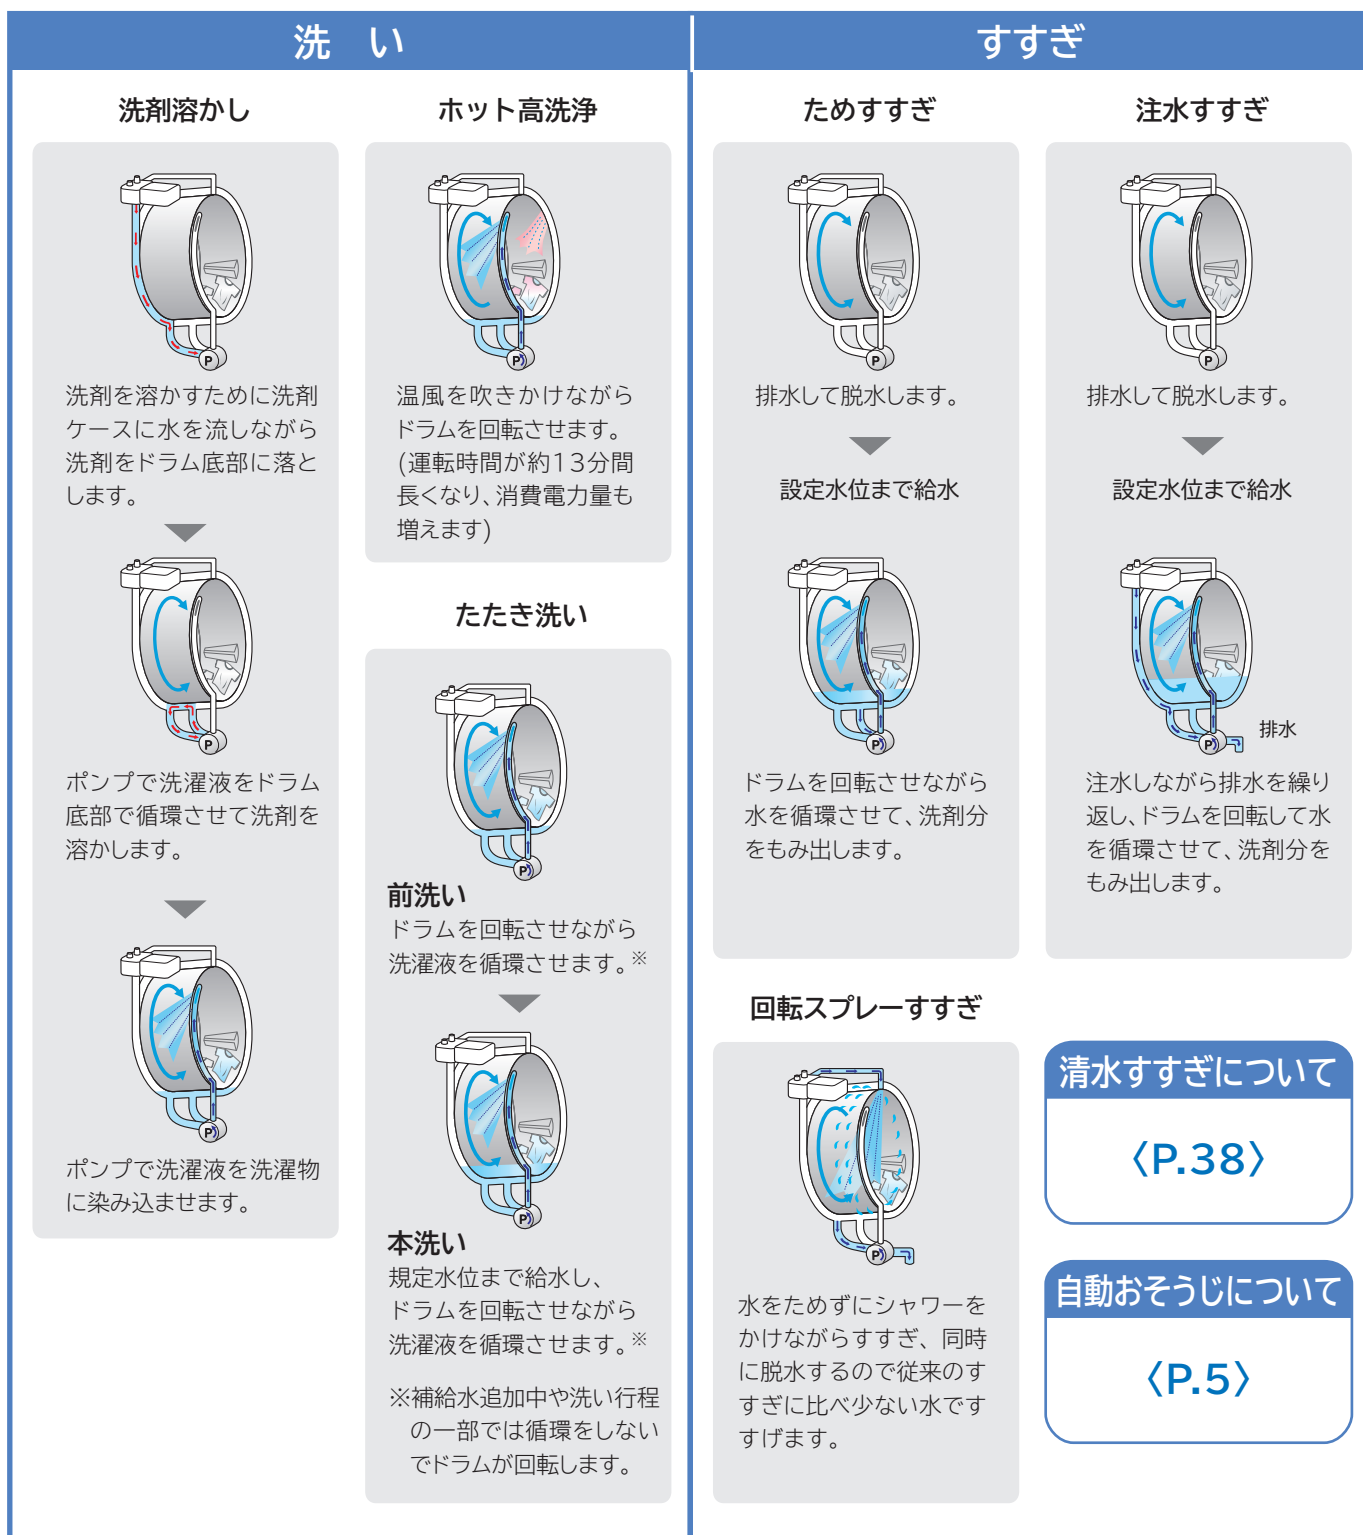 洗い
洗剤溶かし
P
洗剤を溶かすために洗剤
ケースに水を流しながら
洗剤をドラム底部に落と
します。
P
ポンプで洗濯液をドラム
底部で循環させて洗剤を
溶かします。
P
ポンプで洗濯液を洗濯物
に染み込ませます。
ホット高洗浄
P
温風を吹きかけながら
ドラムを回転させます。
(運転時間が約13分間
長くなり、消費電力量も
増えます)
たたき洗い
P
前洗い
ドラムを回転させながら
洗濯液を循環させます。※
P
本洗い
規定水位まで給水し、
ドラムを回転させながら
洗濯液を循環させます。※
※補給水追加中や洗い行程
の一部では循環をしない
でドラムが回転します。
すすぎ
ためすすぎ
P
排水して脱水します。
設定水位まで給水
P
ドラムを回転させながら
水を循環させて、洗剤分
をもみ出します。
注水すすぎ
P
排水して脱水します。
設定水位まで給水
P
排水
注水しながら排水を繰り
返し、ドラムを回転して水
を循環させて、洗剤分を
もみ出します。
回転スプレーすすぎ
P
水をためずにシャワーを
かけながらすすぎ、同時
に脱水するので従来のす
すぎに比べ少ない水です
すげます。
清水すすぎについて
〈P.38〉
自動おそうじについて
〈P.5〉